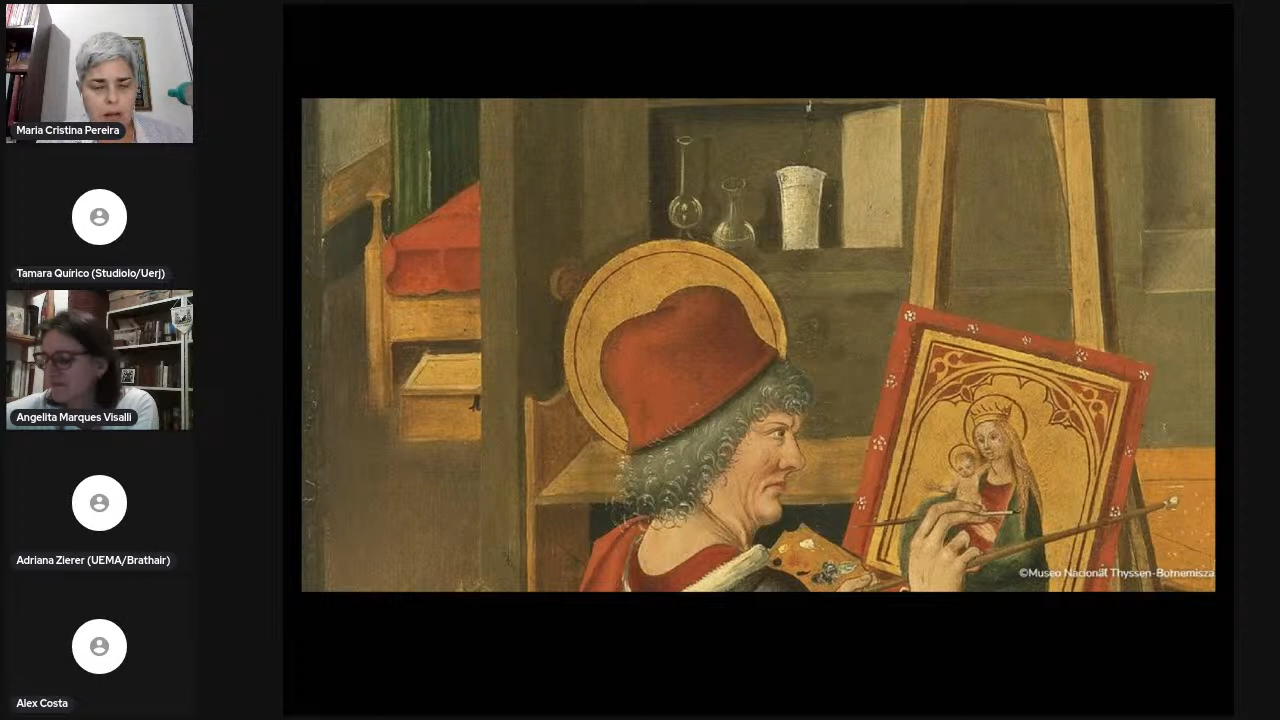 Maria Cristina Pereira
Tamara Quírico (Studiolo/Uerj)
Angelita Marques Visalli
Adriana Zierer (UEMA/Brathair)
Alex Costa
©Museo Nacional Thyssen-Bornemisza